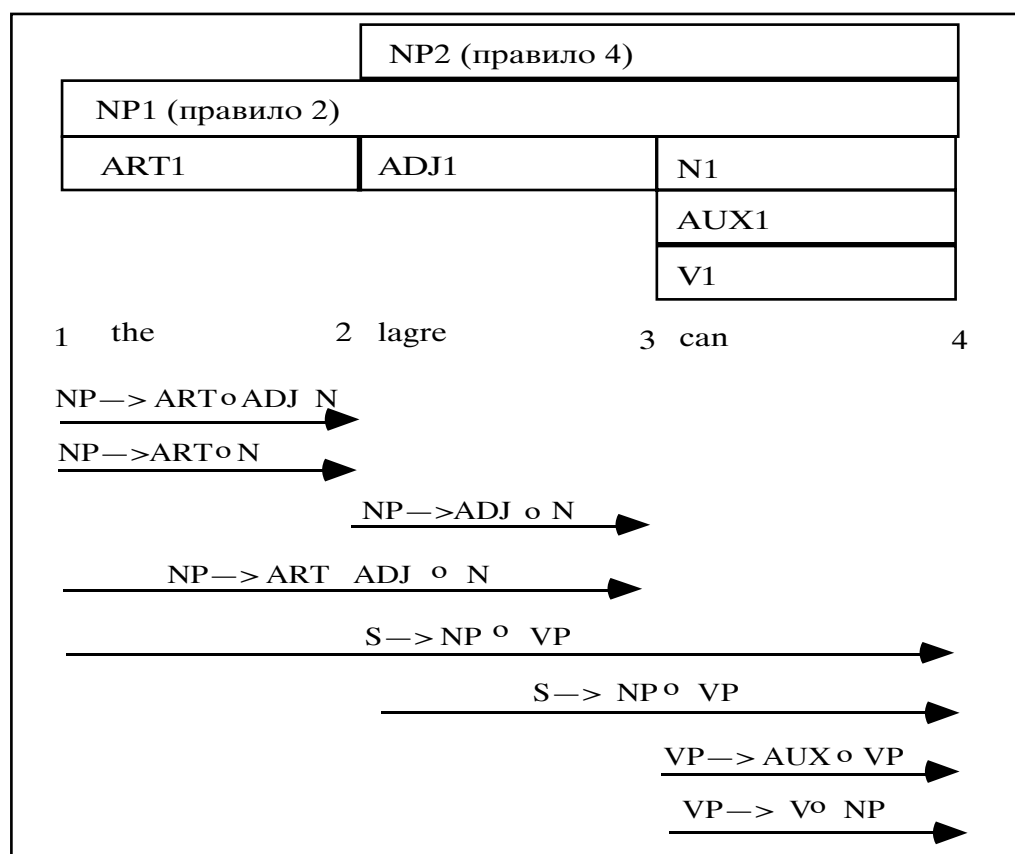 NP2 (правило 4)
NP1 (правило 2)
ART1 ADJ1 N1
AUX1
V1
1 the 2 lagre 3 can 4
NP—> ART o ADJ N
NP—>ART o N
NP—>ADJ o N
NP—> ART ADJ o N
S—> NP o VP
S—> NP o VP
VP—> AUX o VP
VP—> V o NP